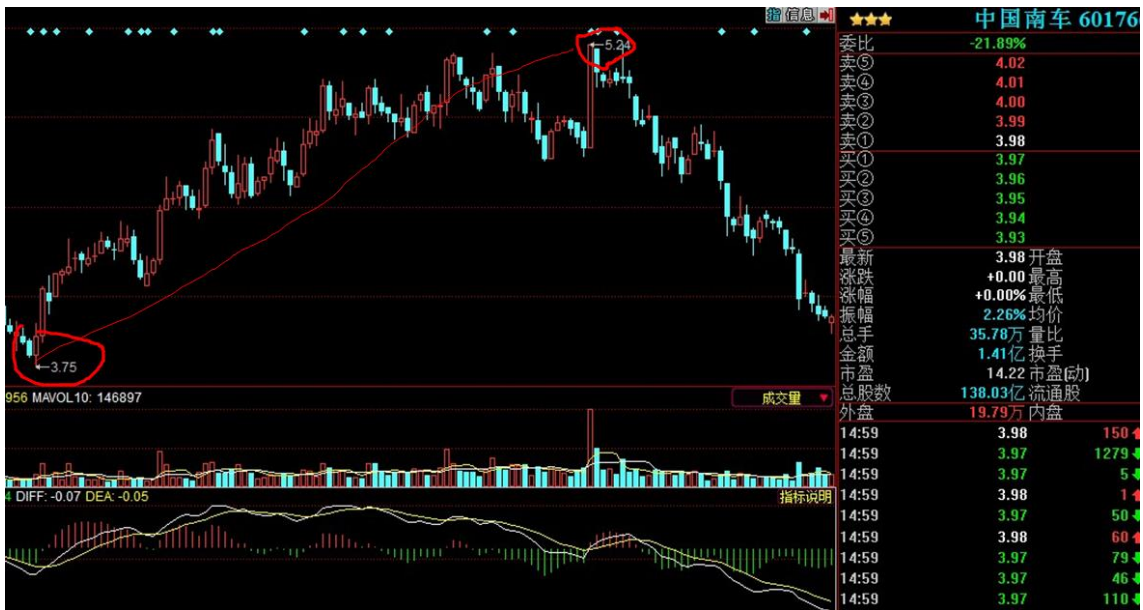 指 信息
★★★ 中国南车 60176
委比 -21.89%
卖⑤ 4.02
卖④ 4.01
卖③ 4.00
卖② 3.99
卖① 3.98
买① 3.97
买② 3.96
买③ 3.95
买④ 3.94
买⑤ 3.93
最新 3.98 开盘
涨跌 +0.00 最高
涨幅 +0.00% 最低
振幅 2.26% 均价
总手 35.78万 量比
金额 1.41亿 换手
市盈 14.22 市盈(动)
总股数 138.03亿 流通股
外盘 19.79万 内盘
14:59 3.98 150
14:59 3.97 1279
14:59 3.97 5
14:59 3.98 1
14:59 3.97 50
14:59 3.98 60
14:59 3.97 79
14:59 3.97 46
14:59 3.97 110
5.24
3.75
956 MAVOL10: 146897
成交量
4 DIFF: -0.07 DEA: -0.05
指标说明